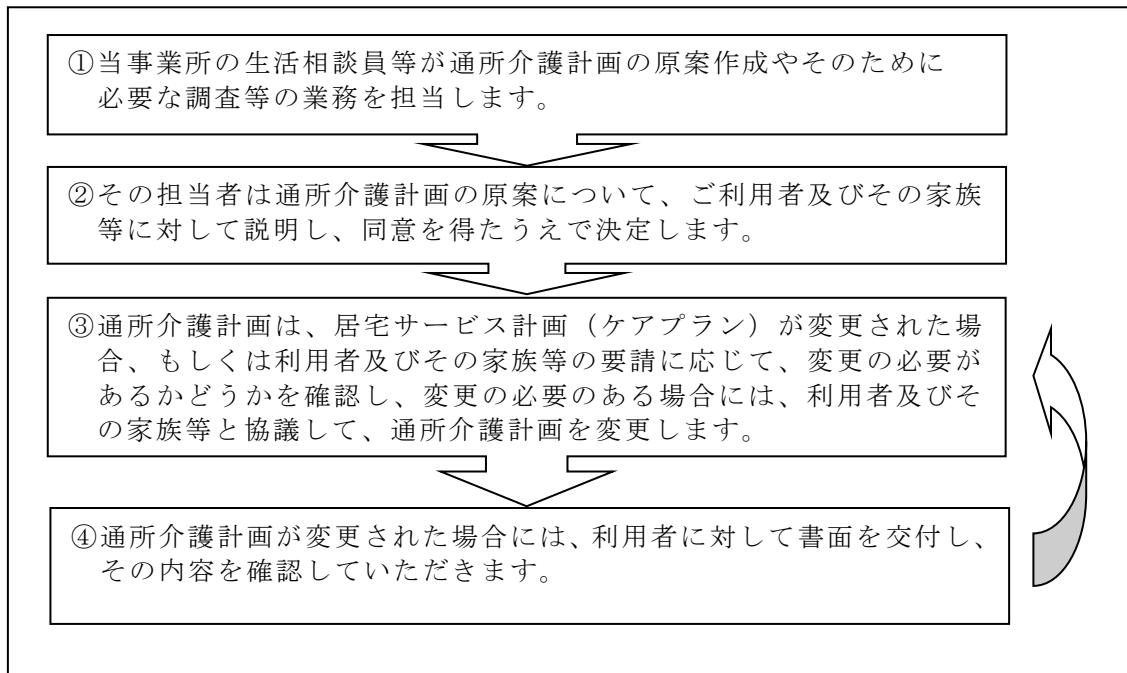 ①当事業所の生活相談員等が通所介護計画の原案作成やそのために
必要な調査等の業務を担当します。
②その担当者は通所介護計画の原案について、ご利用者及びその家族
等に対して説明し、同意を得たうえで決定します。
③通所介護計画は、居宅サービス計画（ケアプラン）が変更された場
合、もしくは利用者及びその家族等の要請に応じて、変更の必要が
あるかどうかを確認し、変更の必要のある場合には、利用者及びそ
の家族等と協議して、通所介護計画を変更します。
④通所介護計画が変更された場合には、利用者に対して書面を交付し、
その内容を確認していただきます。